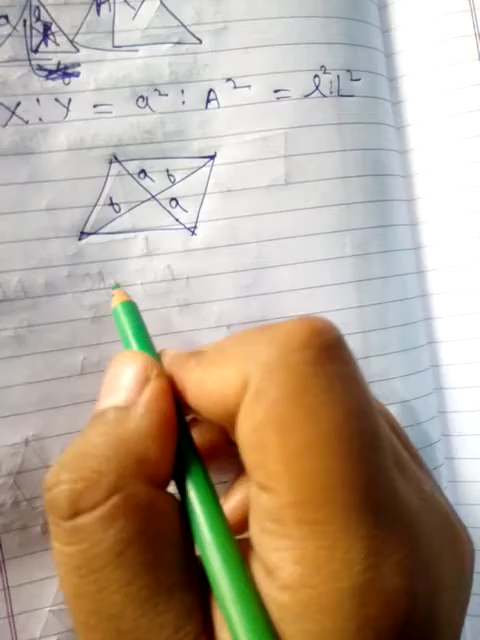 a A Y
X : Y = a² : A² = l² : L²
a b
b a